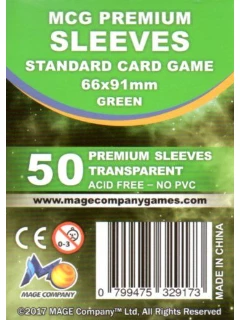 MCG PREMIUM
SLEEVES
STANDARD CARD GAME
66x91mm
GREEN
50 PREMIUM SLEEVES
TRANSPARENT
ACID FREE – NO PVC
www.magecompanygames.com
CE
0-3
MAGE COMPANY
0 799475 329173
MADE IN CHINA
©2017 MAGE Company™ Ltd, All Rights Reserved